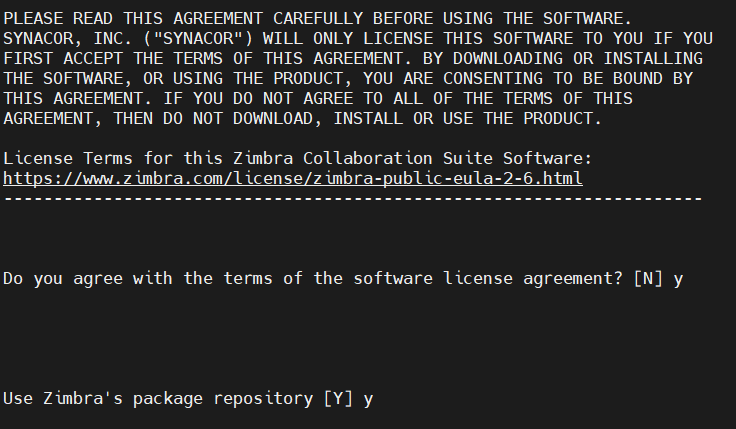 PLEASE READ THIS AGREEMENT CAREFULLY BEFORE USING THE SOFTWARE.
SYNACOR, INC. ("SYNACOR") WILL ONLY LICENSE THIS SOFTWARE TO YOU IF YOU
FIRST ACCEPT THE TERMS OF THIS AGREEMENT. BY DOWNLOADING OR INSTALLING
THE SOFTWARE, OR USING THE PRODUCT, YOU ARE CONSENTING TO BE BOUND BY
THIS AGREEMENT. IF YOU DO NOT AGREE TO ALL OF THE TERMS OF THIS
AGREEMENT, THEN DO NOT DOWNLOAD, INSTALL OR USE THE PRODUCT.
License Terms for this Zimbra Collaboration Suite Software:
https://www.zimbra.com/license/zimbra-public-eula-2-6.html
----------------------------------------------------------------------
Do you agree with the terms of the software license agreement? [N] y
Use Zimbra's package repository [Y] y